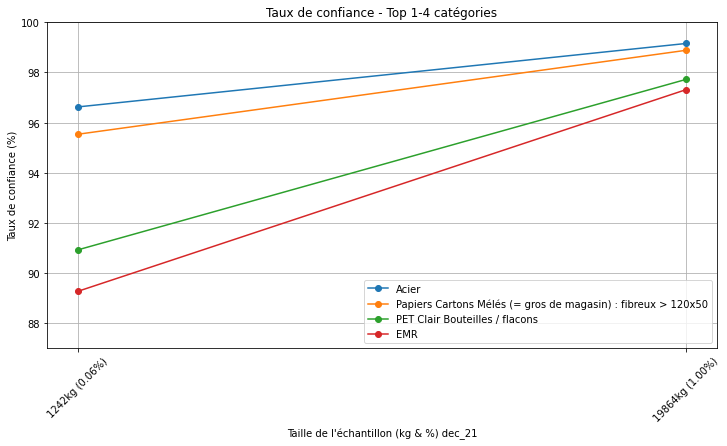 Taux de confiance - Top 1-4 catégories
Taux de confiance (%)
100
98
96
94
92
90
88
Acier
Papiers Cartons Mélés (= gros de magasin) : fibreux > 120x50
PET Clair Bouteilles / flacons
EMR
1242kg (0.06%)
19864kg (1.00%)
Taille de l'échantillon (kg & %) dec_21